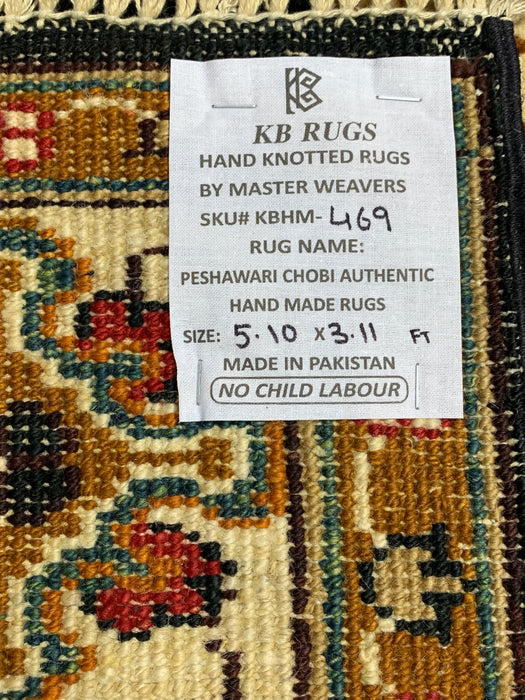 KB
KB RUGS
HAND KNOTTED RUGS
BY MASTER WEAVERS
SKU# KBHM-469
RUG NAME:
PESHAWARI CHOBI AUTHENTIC
HAND MADE RUGS
SIZE: 5.10 X 3.11 FT
MADE IN PAKISTAN
NO CHILD LABOUR